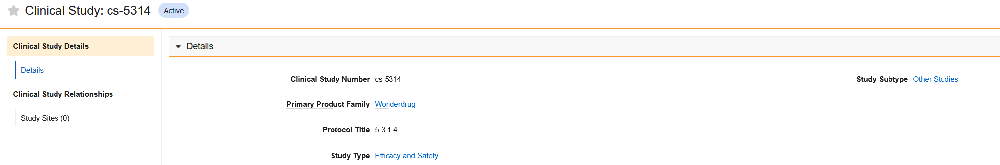 Clinical Study: cs-5314 Active
Clinical Study Details
Details
Clinical Study Relationships
Study Sites (0)
Details
Clinical Study Number cs-5314
Study Subtype Other Studies
Primary Product Family Wonderdrug
Protocol Title 5.3.1.4
Study Type Efficacy and Safety